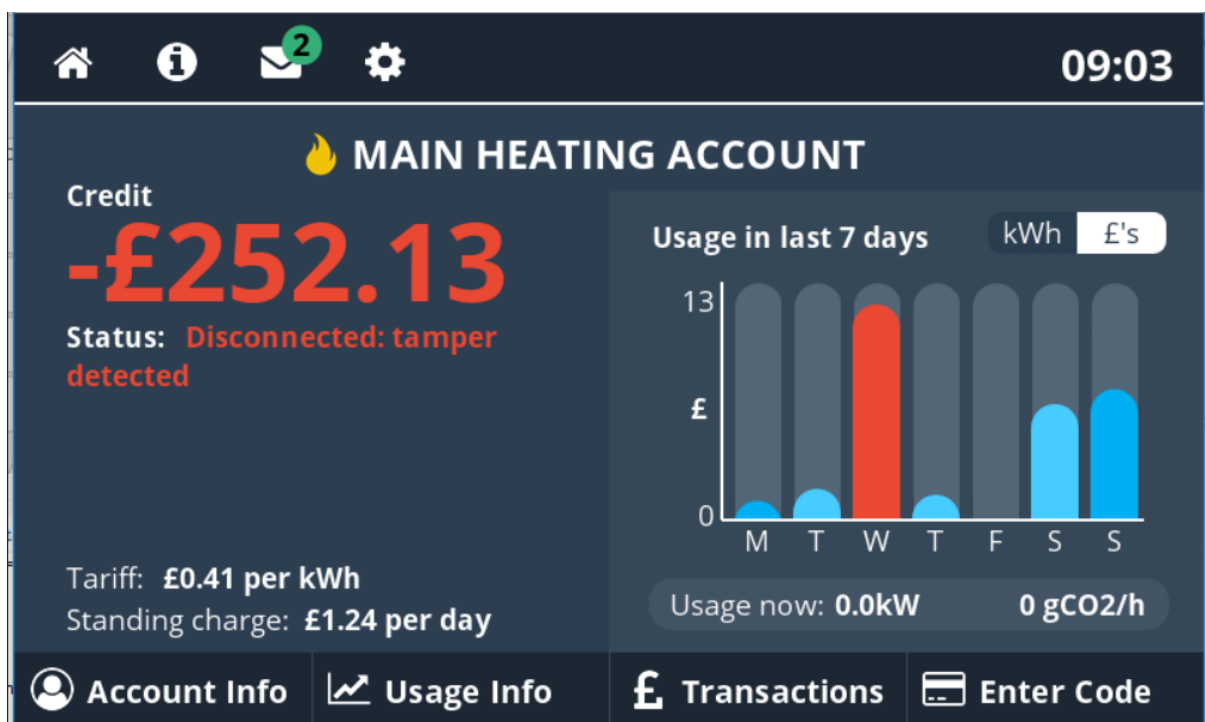 2
09:03
MAIN HEATING ACCOUNT
Credit
-£252.13
Status: Disconnected: tamper
detected
Tariff: £0.41 per kWh
Standing charge: £1.24 per day
Usage in last 7 days
kWh £'s
13
£
0
M T W T F S S
Usage now: 0.0kW 0 gCO2/h
Account Info Usage Info £ Transactions Enter Code